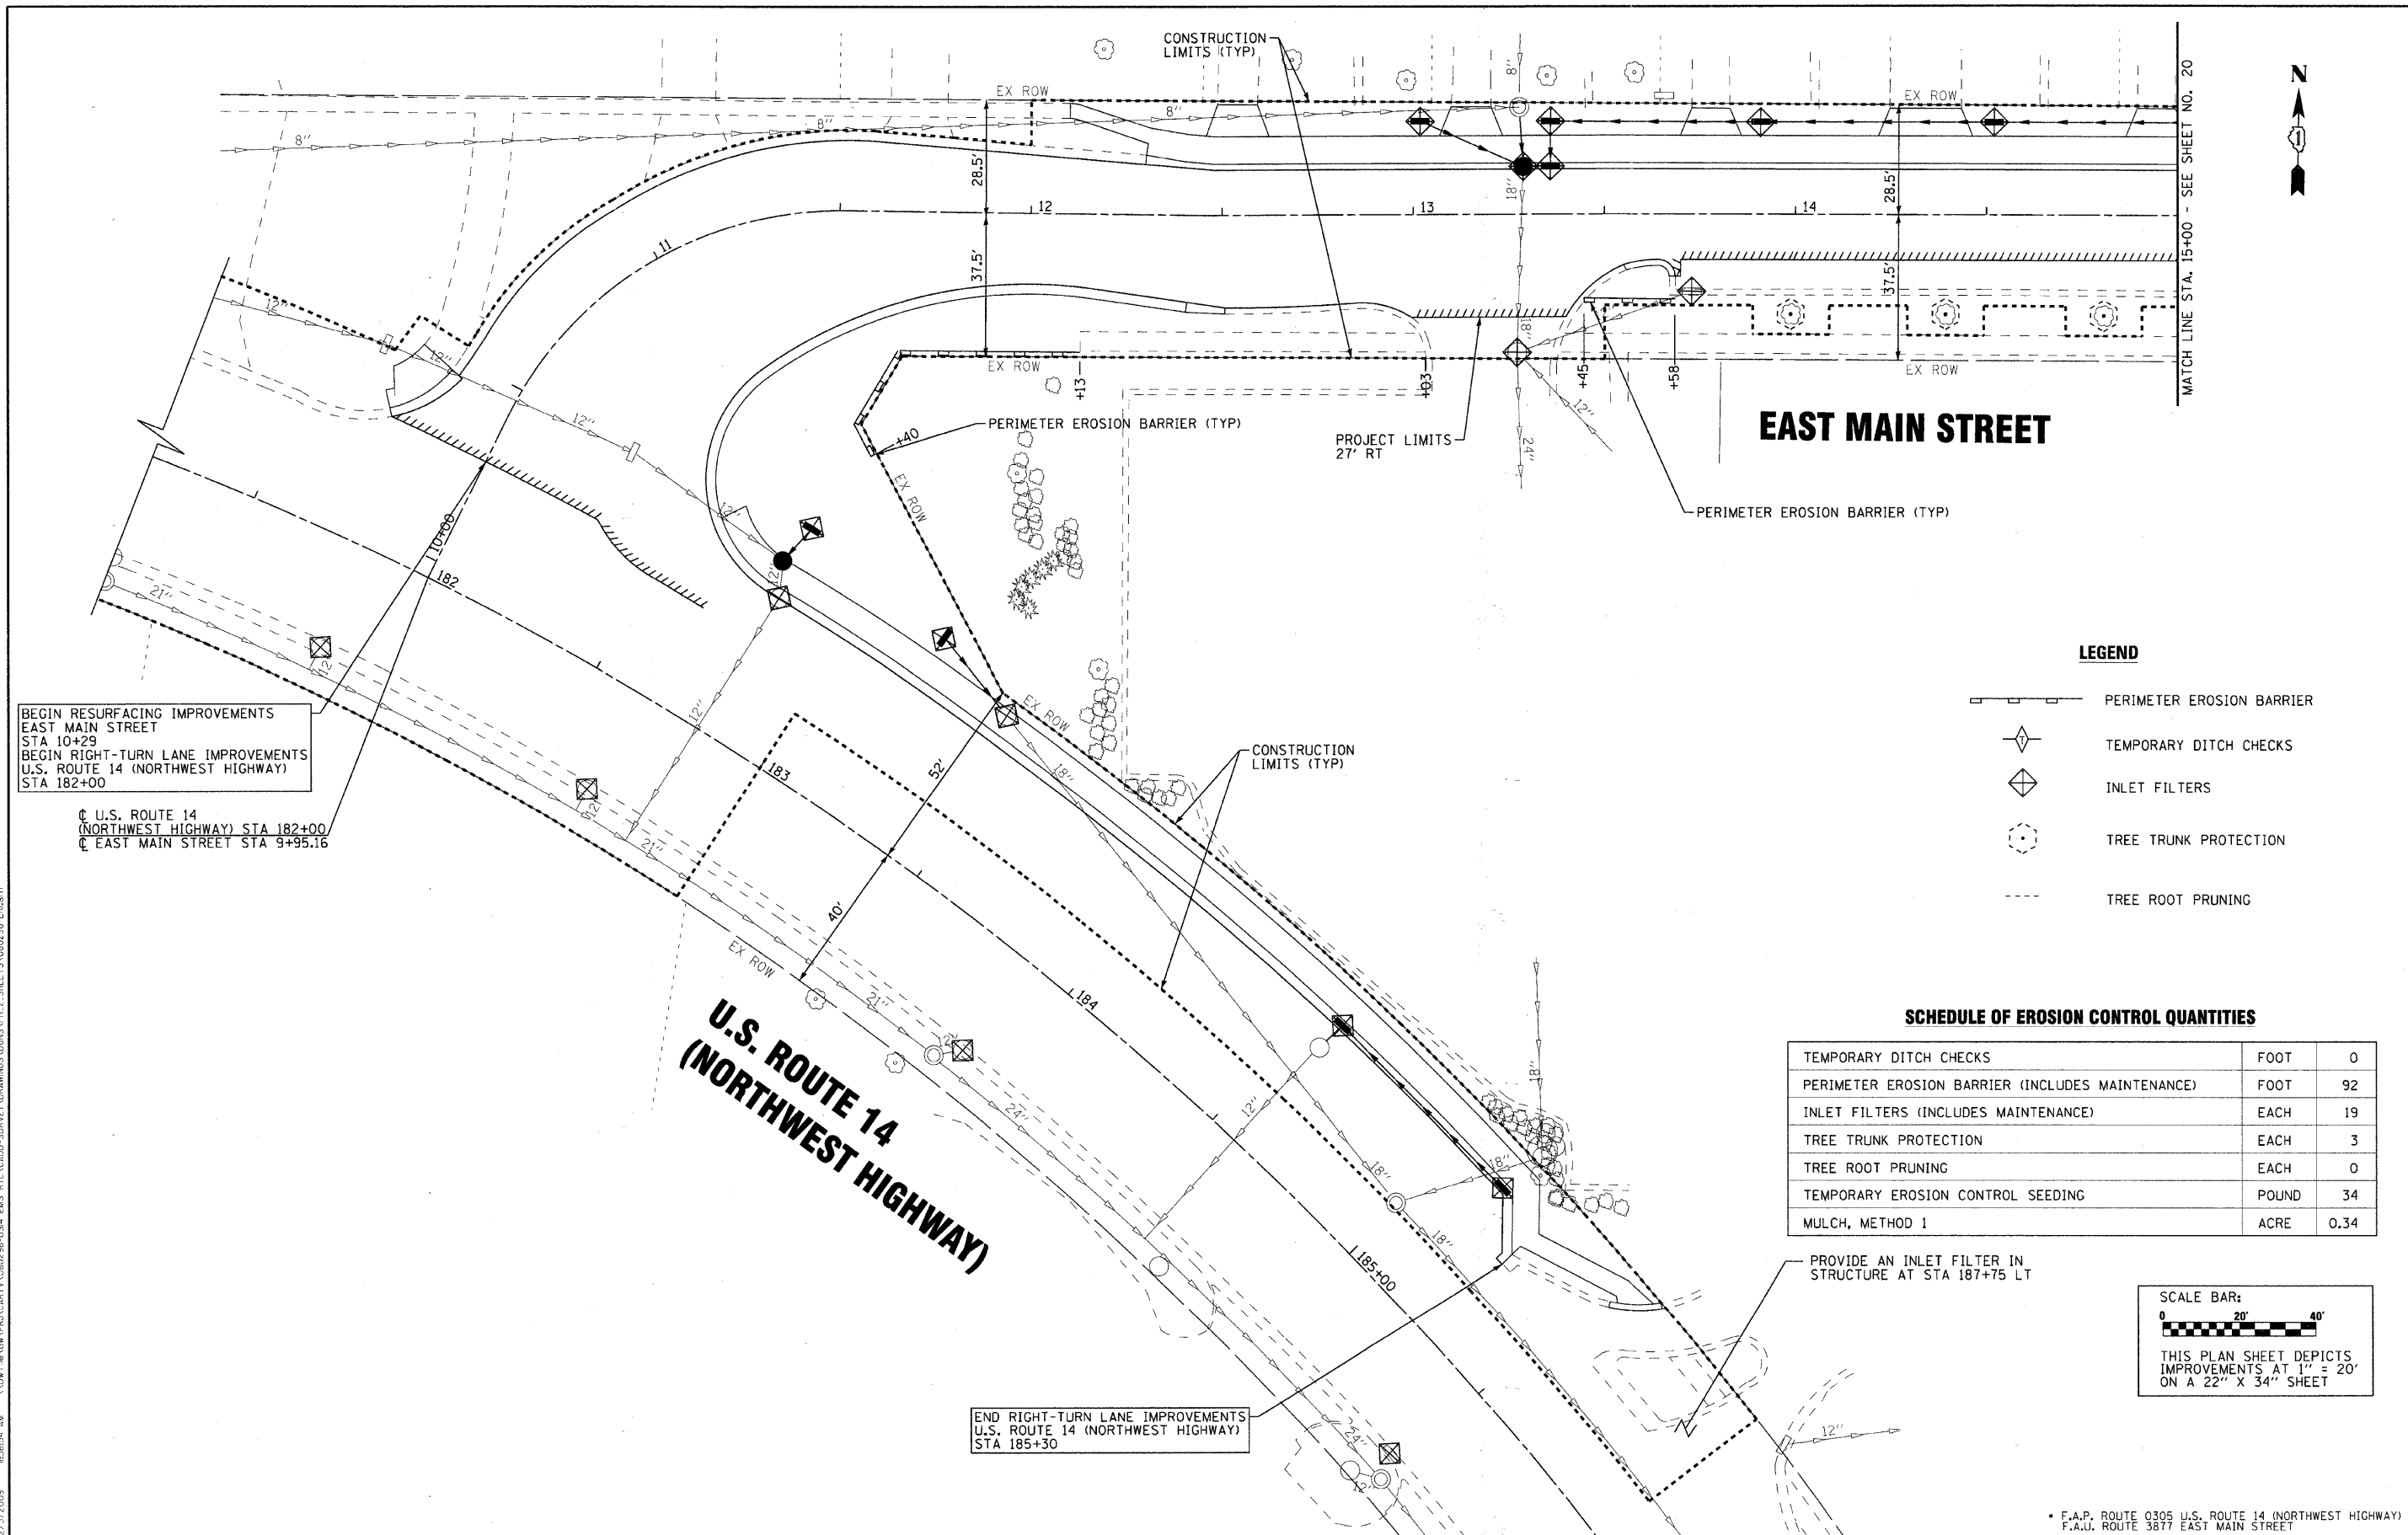 CONSTRUCTION
LIMITS (TYP)
8"
EX ROW
EX ROW
8"
8"
8"
28.5'
18"
28.5'
12
13
14
11
37.5'
37.5'
MATCH LINE STA. 15+00 - SEE SHEET NO. 20
N
1
12"
12"
18"
EX ROW
EX ROW
+13
+03
+45
+58
12"
PERIMETER EROSION BARRIER (TYP)
+40
PROJECT LIMITS
27' RT
24"
12"
EAST MAIN STREET
EX ROW
PERIMETER EROSION BARRIER (TYP)
12"
10+00
182
12"
21"
12"
LEGEND
PERIMETER EROSION BARRIER
T
TEMPORARY DITCH CHECKS
INLET FILTERS
TREE TRUNK PROTECTION
TREE ROOT PRUNING
BEGIN RESURFACING IMPROVEMENTS
EAST MAIN STREET
STA 10+29
BEGIN RIGHT-TURN LANE IMPROVEMENTS
U.S. ROUTE 14 (NORTHWEST HIGHWAY)
STA 182+00
℄ U.S. ROUTE 14
(NORTHWEST HIGHWAY) STA 182+00
℄ EAST MAIN STREET STA 9+95.16
12"
EX ROW
CONSTRUCTION
LIMITS (TYP)
18"
52'
183
12"
21"
40'
EX ROW
21"
184
12"
24"
U.S. ROUTE 14
(NORTHWEST HIGHWAY)
12"
18"
18"
18"
18"
185+00
SCHEDULE OF EROSION CONTROL QUANTITIES
TEMPORARY DITCH CHECKS FOOT 0
PERIMETER EROSION BARRIER (INCLUDES MAINTENANCE) FOOT 92
INLET FILTERS (INCLUDES MAINTENANCE) EACH 19
TREE TRUNK PROTECTION EACH 3
TREE ROOT PRUNING EACH 0
TEMPORARY EROSION CONTROL SEEDING POUND 34
MULCH, METHOD 1 ACRE 0.34
PROVIDE AN INLET FILTER IN
STRUCTURE AT STA 187+75 LT
SCALE BAR:
0 20' 40'
THIS PLAN SHEET DEPICTS
IMPROVEMENTS AT 1" = 20'
ON A 22" X 34" SHEET
END RIGHT-TURN LANE IMPROVEMENTS
U.S. ROUTE 14 (NORTHWEST HIGHWAY)
STA 185+30
24"
12"
12"
* F.A.P. ROUTE 0305 U.S. ROUTE 14 (NORTHWEST HIGHWAY)
F.A.U. ROUTE 3877 EAST MAIN STREET